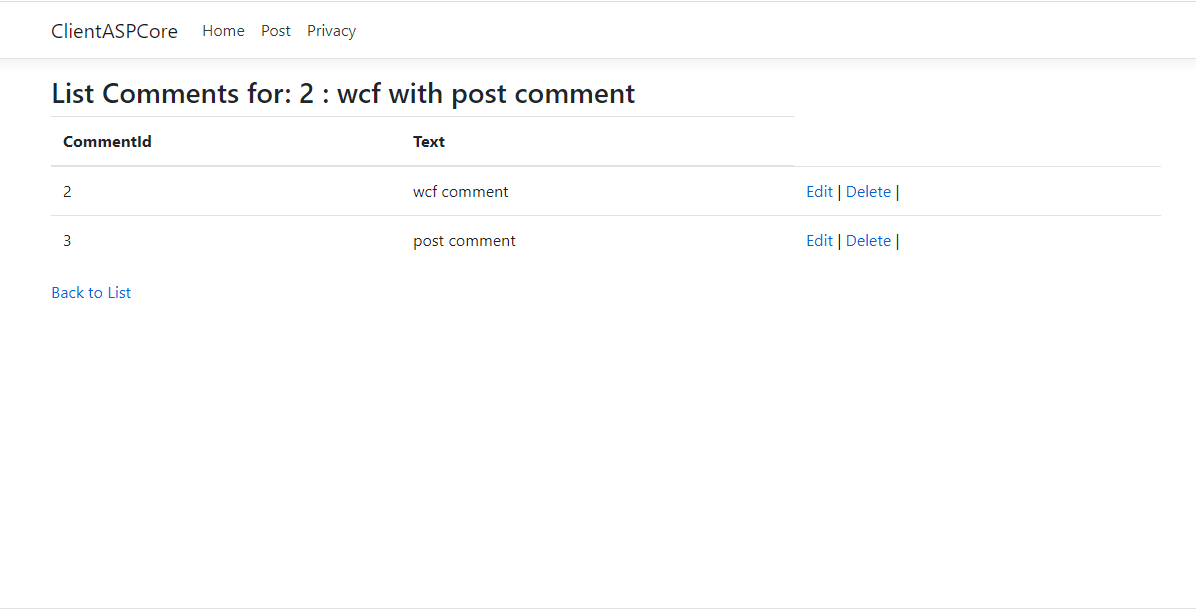 ClientASPCore Home Post Privacy
List Comments for: 2 : wcf with post comment
CommentId Text
2 wcf comment Edit | Delete |
3 post comment Edit | Delete |
Back to List